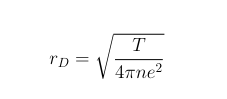 $r_D = \sqrt{\frac{T}{4\pi n e^2}}$